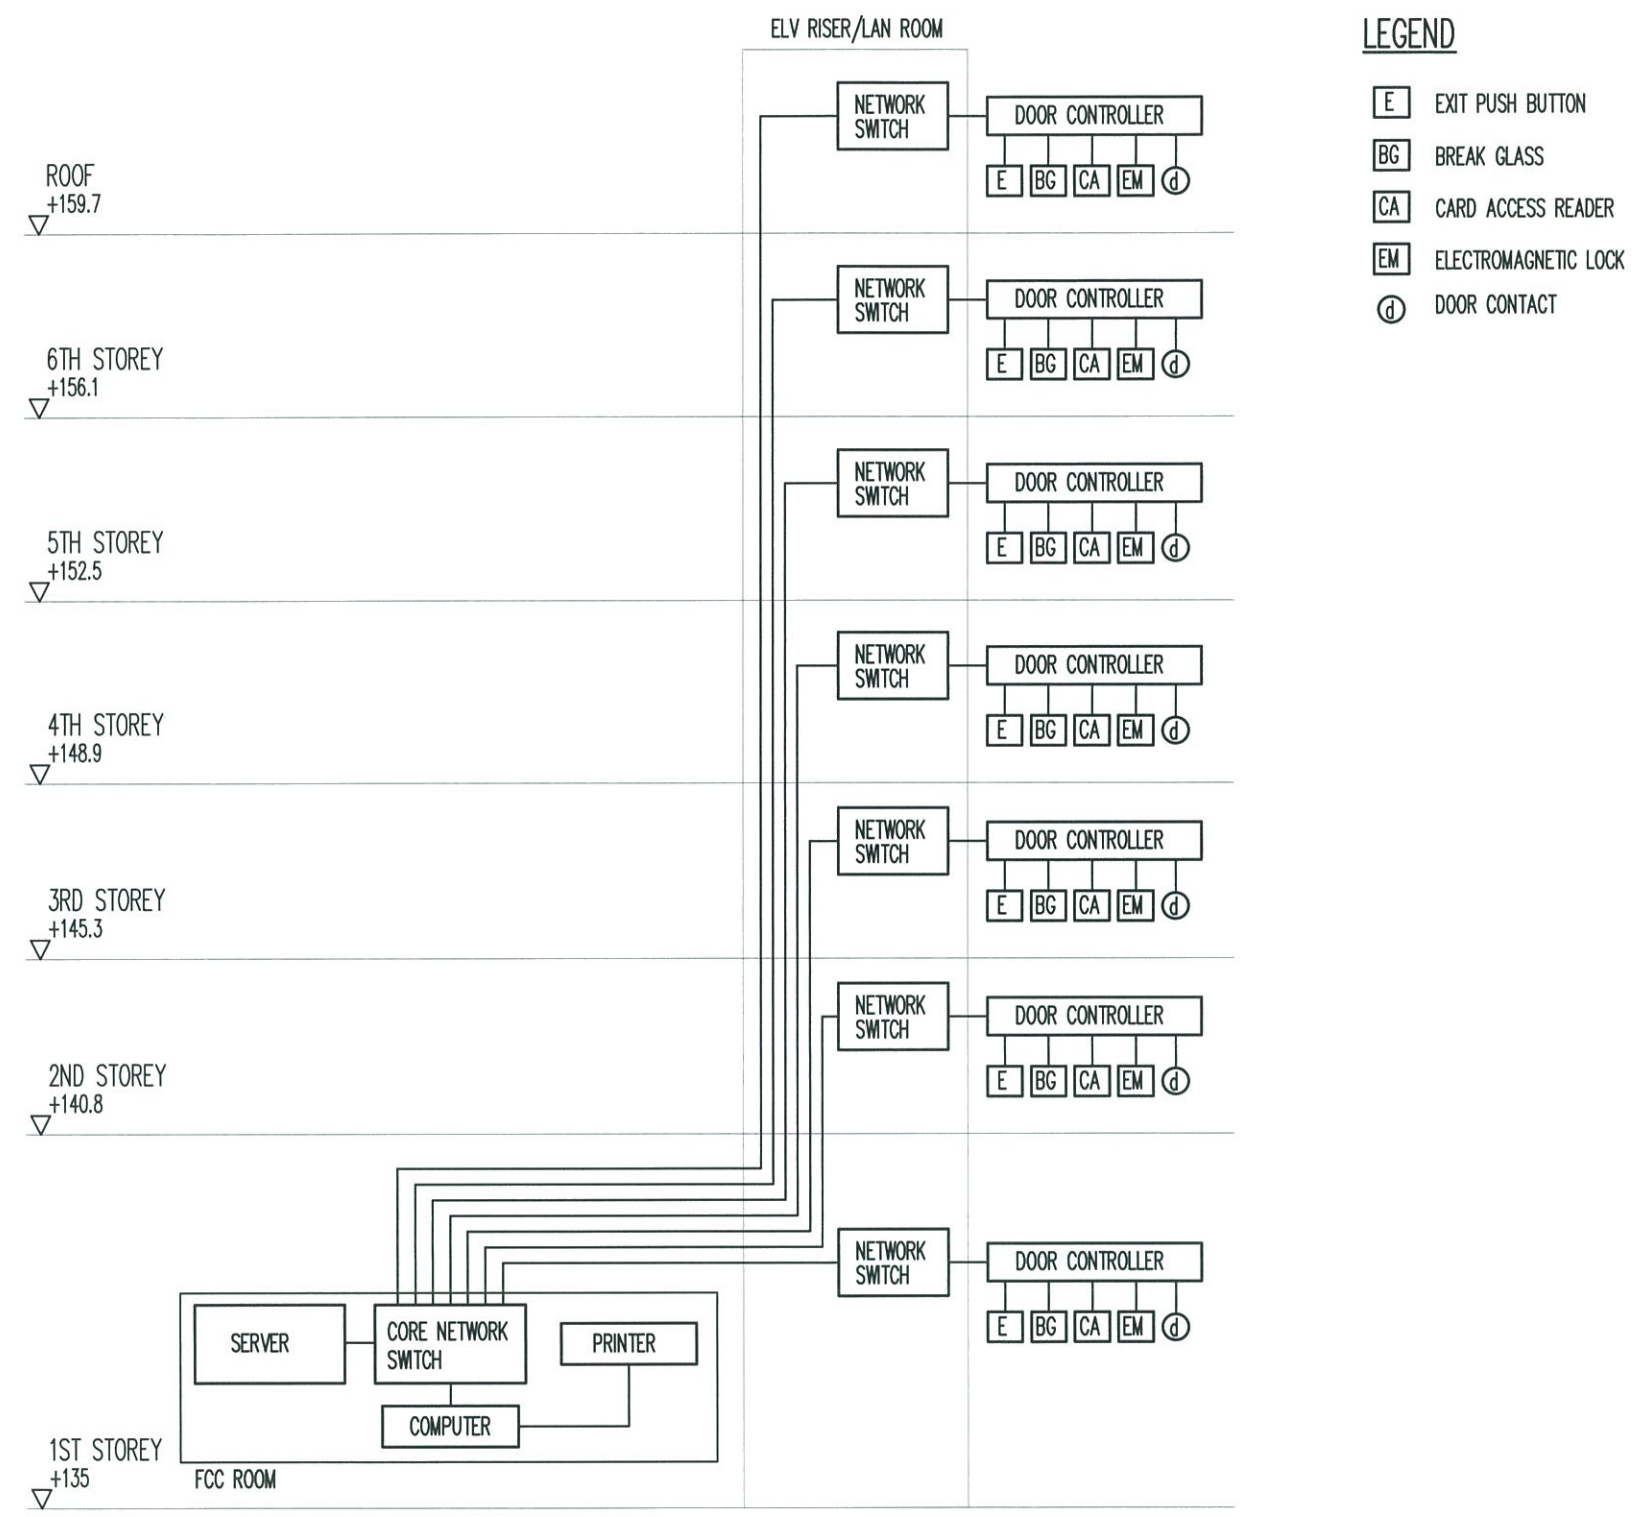 ELV RISER/LAN ROOM
LEGEND
E EXIT PUSH BUTTON
BG BREAK GLASS
CA CARD ACCESS READER
EM ELECTROMAGNETIC LOCK
d DOOR CONTACT
NETWORK
SWITCH
DOOR CONTROLLER
E BG CA EM d
ROOF
+159.7
NETWORK
SWITCH
DOOR CONTROLLER
E BG CA EM d
6TH STOREY
+156.1
NETWORK
SWITCH
DOOR CONTROLLER
E BG CA EM d
5TH STOREY
+152.5
NETWORK
SWITCH
DOOR CONTROLLER
E BG CA EM d
4TH STOREY
+148.9
NETWORK
SWITCH
DOOR CONTROLLER
E BG CA EM d
3RD STOREY
+145.3
NETWORK
SWITCH
DOOR CONTROLLER
E BG CA EM d
2ND STOREY
+140.8
NETWORK
SWITCH
DOOR CONTROLLER
E BG CA EM d
SERVER
CORE NETWORK
SWITCH
PRINTER
COMPUTER
1ST STOREY
+135
FCC ROOM